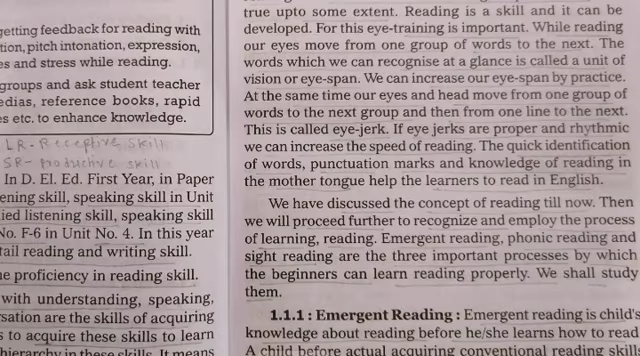 getting feedback for reading with
tion, pitch intonation, expression,
es and stress while reading.
groups and ask student teacher
edias, reference books, rapid
es etc. to enhance knowledge.
LR- Receptive skill
SR- productive skill
In D. El. Ed. First Year, in Paper
ening skill, speaking skill in Unit
ied listening skill, speaking skill
No. F-6 in Unit No. 4. In this year
tail reading and writing skill.
he proficiency in reading skill.
with understanding, speaking,
rsation are the skills of acquiring
s to acquire these skills to learn
hierarchy in these skills. It means
true upto some extent. Reading is a skill and it can be
developed. For this eye-training is important. While reading
our eyes move from one group of words to the next. The
words which we can recognise at a glance is called a unit of
vision or eye-span. We can increase our eye-span by practice.
At the same time our eyes and head move from one group of
words to the next group and then from one line to the next.
This is called eye-jerk. If eye jerks are proper and rhythmic
we can increase the speed of reading. The quick identification
of words, punctuation marks and knowledge of reading in
the mother tongue help the learners to read in English.
We have discussed the concept of reading till now. Then
we will proceed further to recognize and employ the process
of learning, reading. Emergent reading, phonic reading and
sight reading are the three important processes by which
the beginners can learn reading properly. We shall study
them.
1.1.1 : Emergent Reading : Emergent reading is child's
knowledge about reading before he/she learns how to read
A child before actual acquiring conventional reading skill